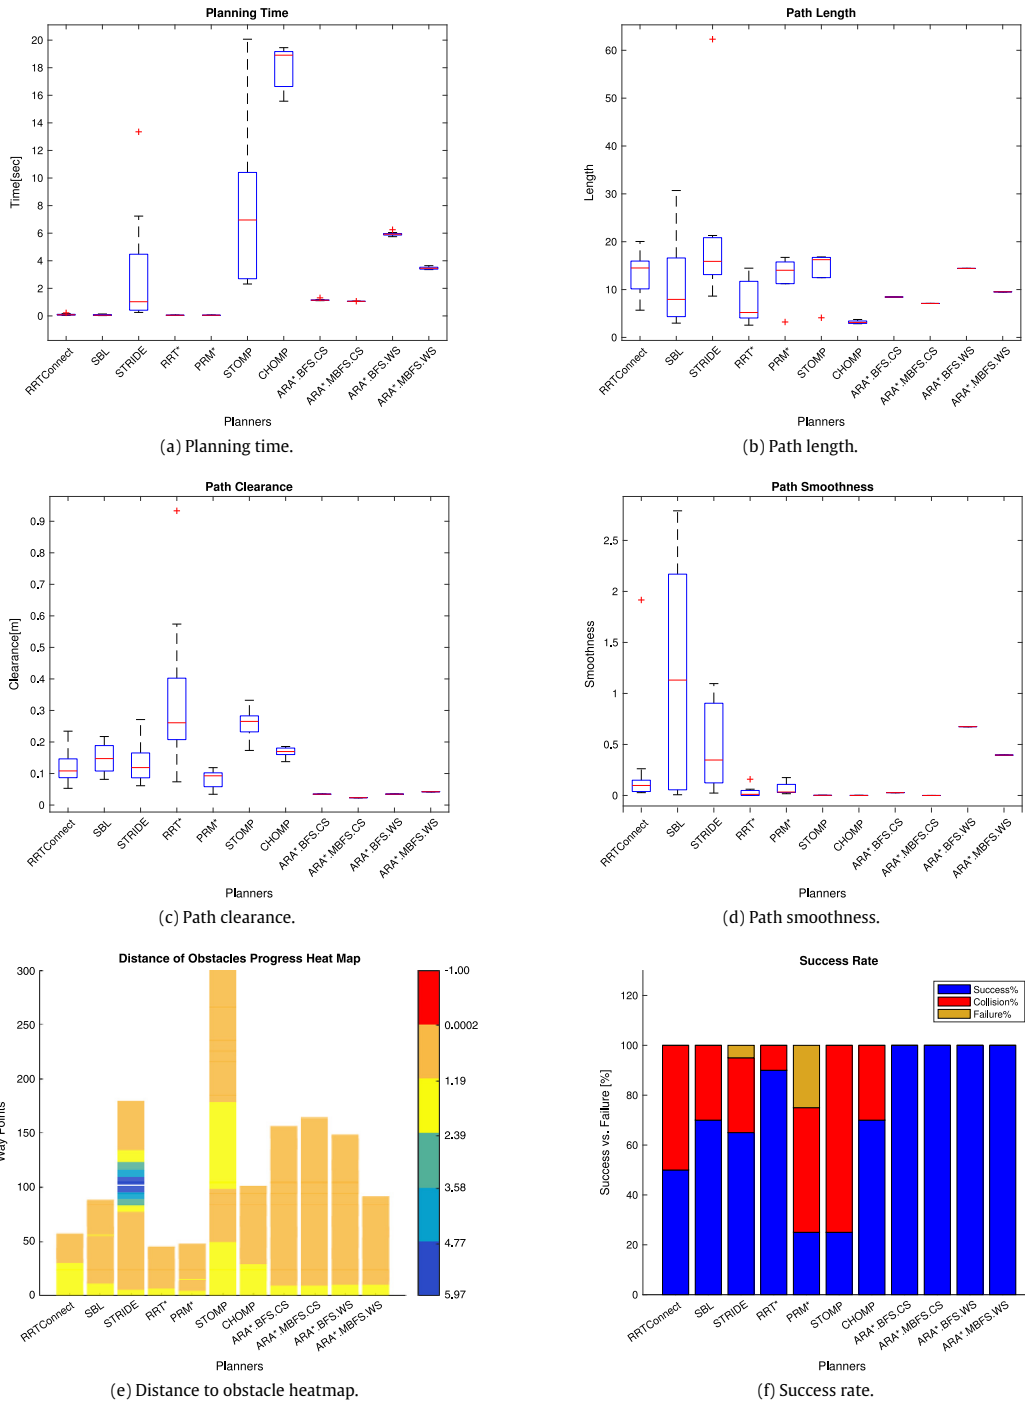 Planning Time
20
18
16
14
12
10
8
6
4
2
0
Time[sec]
RRTConnect
SBL
STRIDE
RRT*
PRM*
STOMP
CHOMP
ARA*.BFS.CS
ARA*.MBFS.CS
ARA*.BFS.WS
ARA*.MBFS.WS
Planners
(a) Planning time.
Path Length
60
50
40
30
20
10
0
Length
RRTConnect
SBL
STRIDE
RRT*
PRM*
STOMP
CHOMP
ARA*.BFS.CS
ARA*.MBFS.CS
ARA*.BFS.WS
ARA*.MBFS.WS
Planners
(b) Path length.
Path Clearance
0.9
0.8
0.7
0.6
0.5
0.4
0.3
0.2
0.1
0
Clearance[m]
RRTConnect
SBL
STRIDE
RRT*
PRM*
STOMP
CHOMP
ARA*.BFS.CS
ARA*.MBFS.CS
ARA*.BFS.WS
ARA*.MBFS.WS
Planners
(c) Path clearance.
Path Smoothness
2.5
2
1.5
1
0.5
0
Smoothness
RRTConnect
SBL
STRIDE
RRT*
PRM*
STOMP
CHOMP
ARA*.BFS.CS
ARA*.MBFS.CS
ARA*.BFS.WS
ARA*.MBFS.WS
Planners
(d) Path smoothness.
Distance of Obstacles Progress Heat Map
300
250
200
150
100
50
0
Way Points
-1.00
0.0002
1.19
2.39
3.58
4.77
5.97
RRTConnect
SBL
STRIDE
RRT*
PRM*
STOMP
CHOMP
ARA*.BFS.CS
ARA*.MBFS.CS
ARA*.BFS.WS
ARA*.MBFS.WS
Planners
(e) Distance to obstacle heatmap.
Success Rate
Success%
Collision%
Failure%
120
100
80
60
40
20
0
Success vs. Failure [%]
RRTConnect
SBL
STRIDE
RRT*
PRM*
STOMP
CHOMP
ARA*.BFS.CS
ARA*.MBFS.CS
ARA*.BFS.WS
ARA*.MBFS.WS
Planners
(f) Success rate.